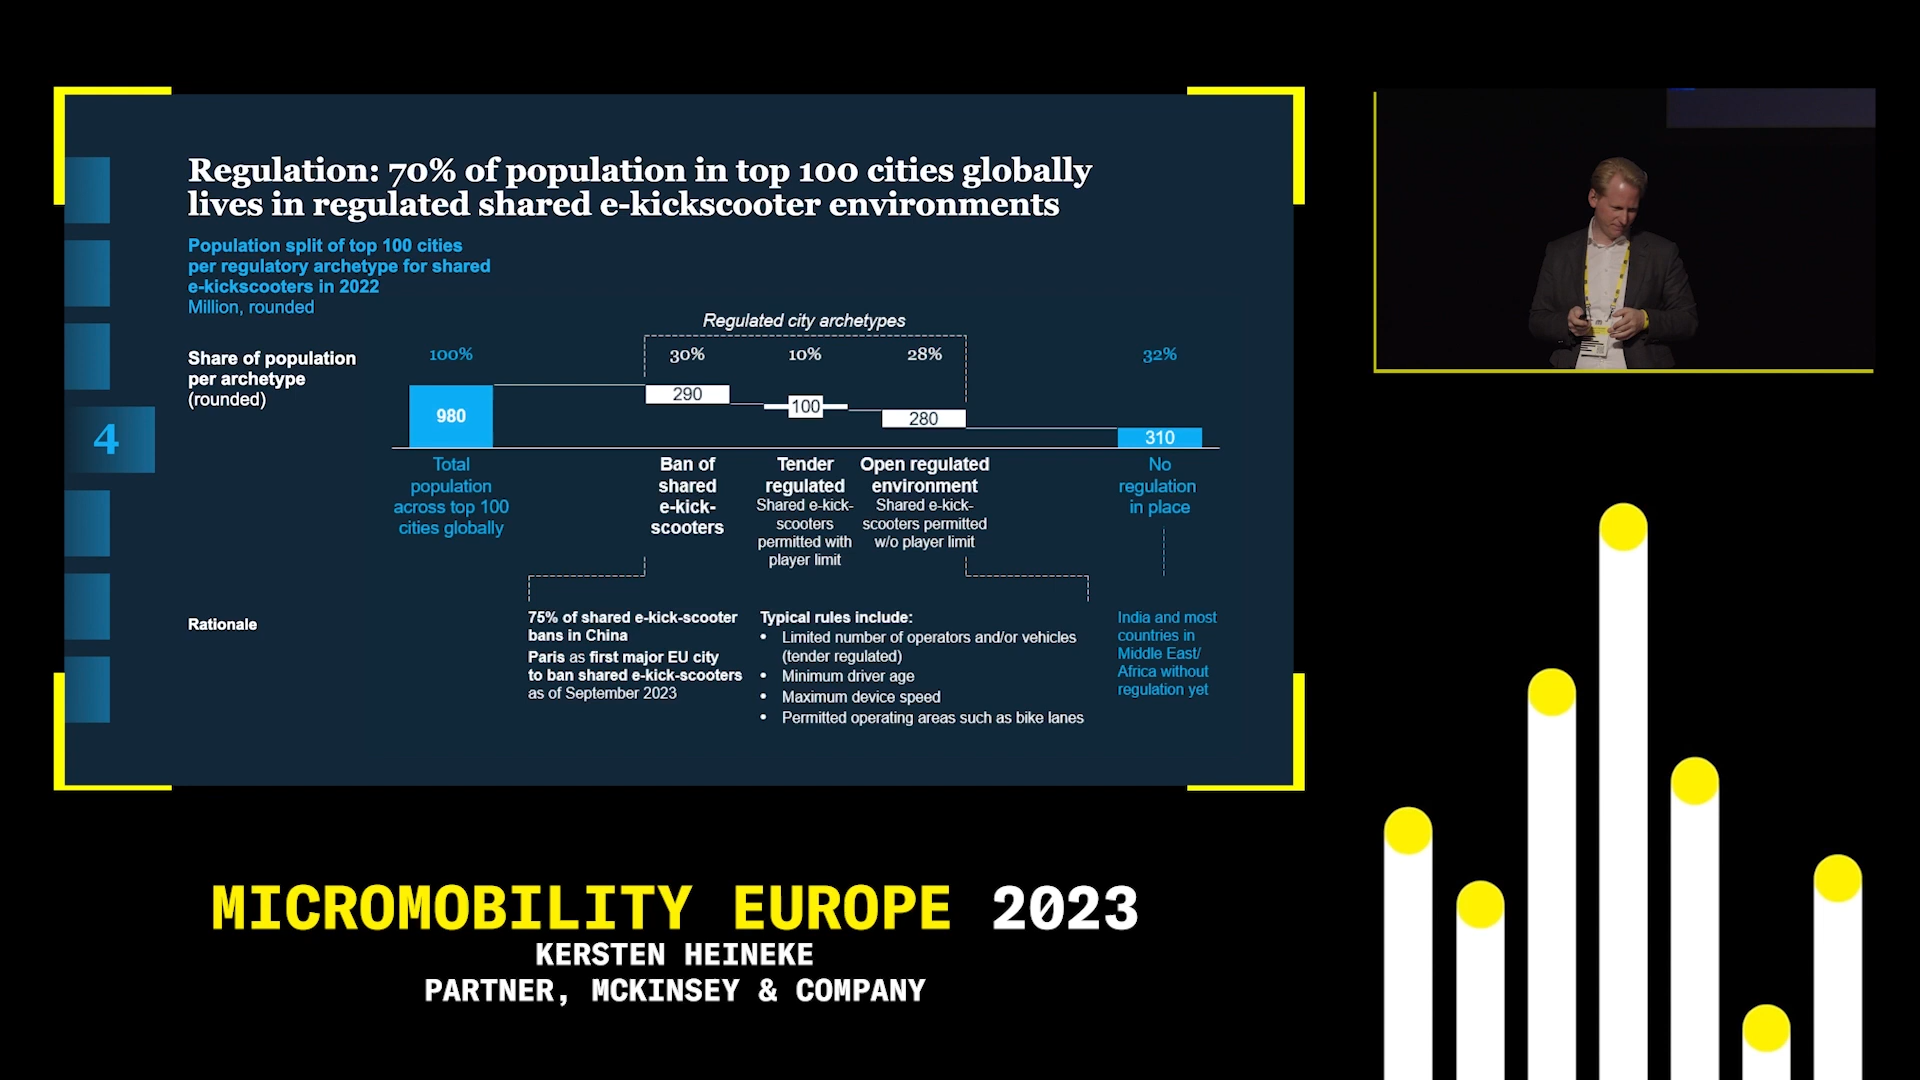 Regulation: 70% of population in top 100 cities globally
lives in regulated shared e-kickscooter environments
Population split of top 100 cities
per regulatory archetype for shared
e-kickscooters in 2022
Million, rounded
Regulated city archetypes
Share of population
per archetype
(rounded)
100%
30%
10%
28%
32%
980
290
100
280
310
4
Total
population
across top 100
cities globally
Ban of
shared
e-kick-
scooters
Tender
regulated
Shared e-kick-
scooters
permitted with
player limit
Open regulated
environment
Shared e-kick-
scooters permitted
w/o player limit
No
regulation
in place
Rationale
75% of shared e-kick-scooter
bans in China
Paris as first major EU city
to ban shared e-kick-scooters
as of September 2023
Typical rules include:
• Limited number of operators and/or vehicles
(tender regulated)
• Minimum driver age
• Maximum device speed
• Permitted operating areas such as bike lanes
India and most
countries in
Middle East/
Africa without
regulation yet
MICROMOBILITY EUROPE 2023
KERSTEN HEINEKE
PARTNER, MCKINSEY & COMPANY